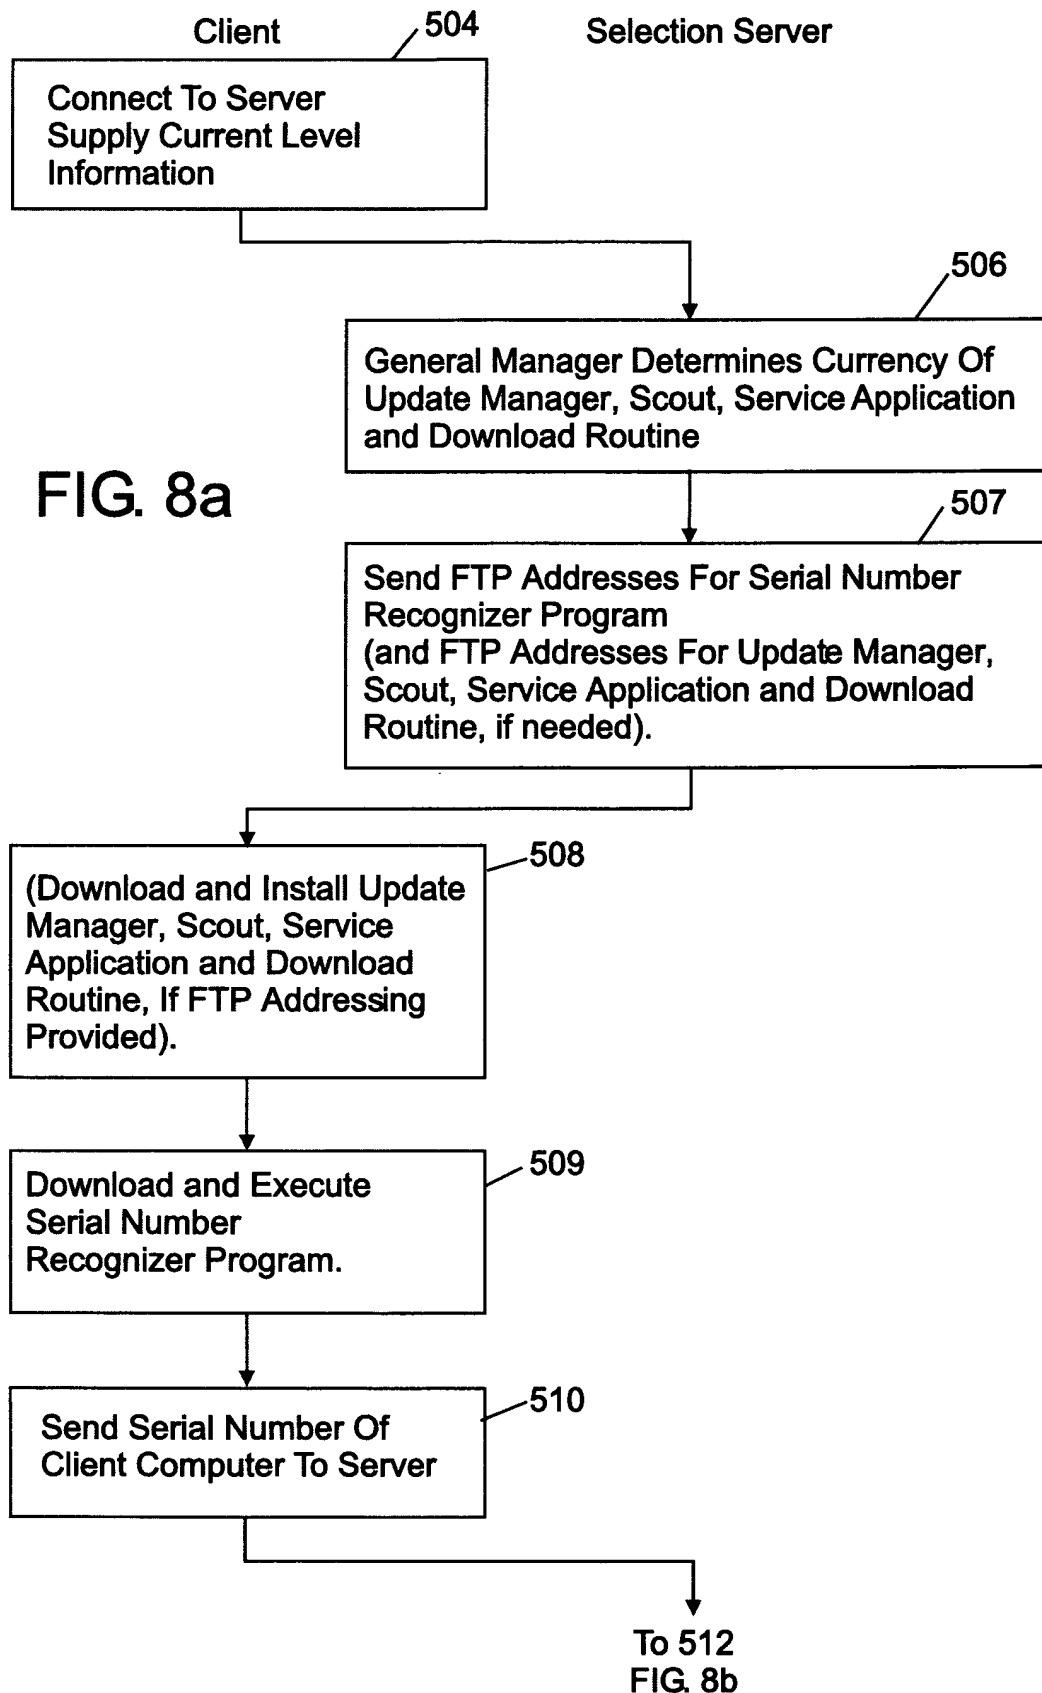 Client
504
Selection Server
Connect To Server
Supply Current Level
Information
506
General Manager Determines Currency Of
Update Manager, Scout, Service Application
and Download Routine
FIG. 8a
507
Send FTP Addresses For Serial Number
Recognizer Program
(and FTP Addresses For Update Manager,
Scout, Service Application and Download
Routine, if needed).
508
(Download and Install Update
Manager, Scout, Service
Application and Download
Routine, If FTP Addressing
Provided).
509
Download and Execute
Serial Number
Recognizer Program.
510
Send Serial Number Of
Client Computer To Server
To 512
FIG. 8b